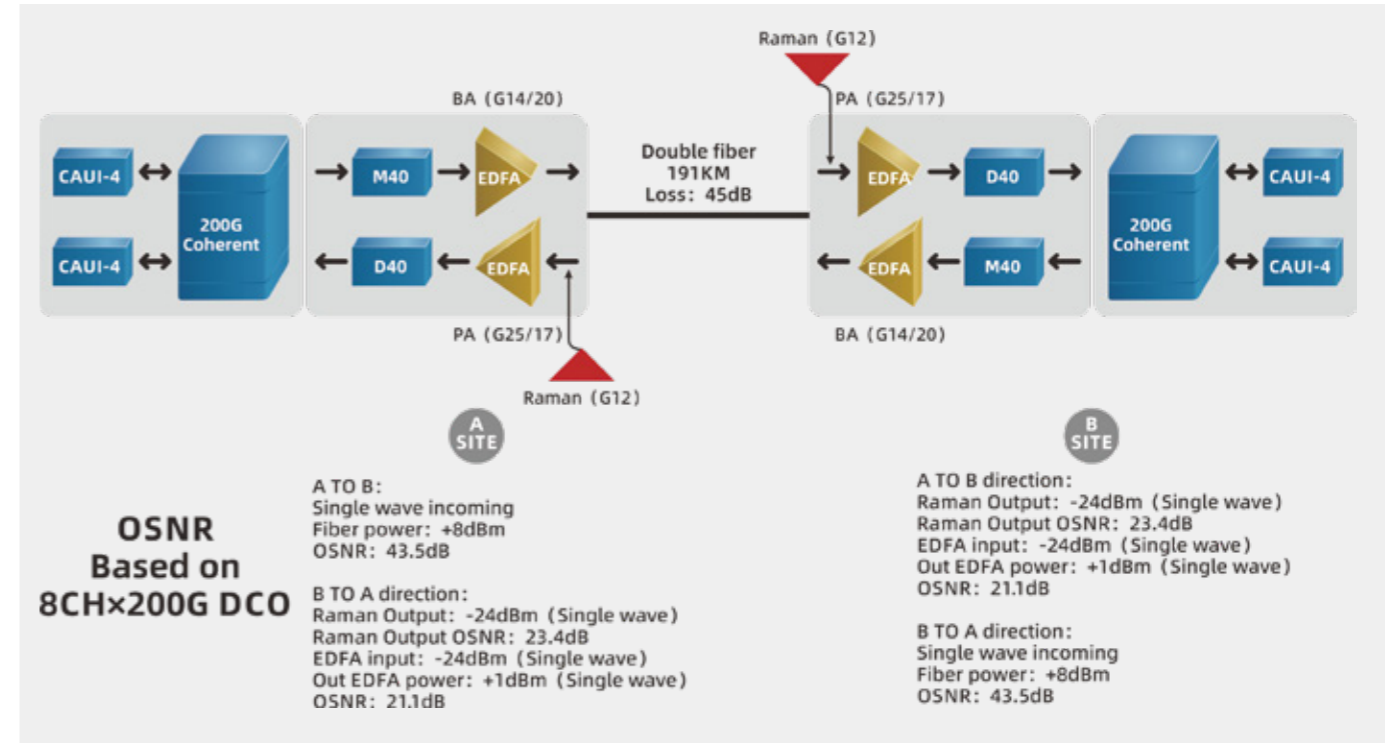 Raman (G12)
BA (G14/20)
PA (G25/17)
CAUI-4
200G
Coherent
M40
EDFA
Double fiber
191KM
Loss: 45dB
EDFA
D40
200G
Coherent
CAUI-4
CAUI-4
D40
EDFA
EDFA
M40
CAUI-4
PA (G25/17)
BA (G14/20)
Raman (G12)
A
SITE
B
SITE
OSNR
Based on
8CH×200G DCO
A TO B:
Single wave incoming
Fiber power: +8dBm
OSNR: 43.5dB
B TO A direction:
Raman Output: -24dBm (Single wave)
Raman Output OSNR: 23.4dB
EDFA input: -24dBm (Single wave)
Out EDFA power: +1dBm (Single wave)
OSNR: 21.1dB
A TO B direction:
Raman Output: -24dBm (Single wave)
Raman Output OSNR: 23.4dB
EDFA input: -24dBm (Single wave)
Out EDFA power: +1dBm (Single wave)
OSNR: 21.1dB
B TO A direction:
Single wave incoming
Fiber power: +8dBm
OSNR: 43.5dB